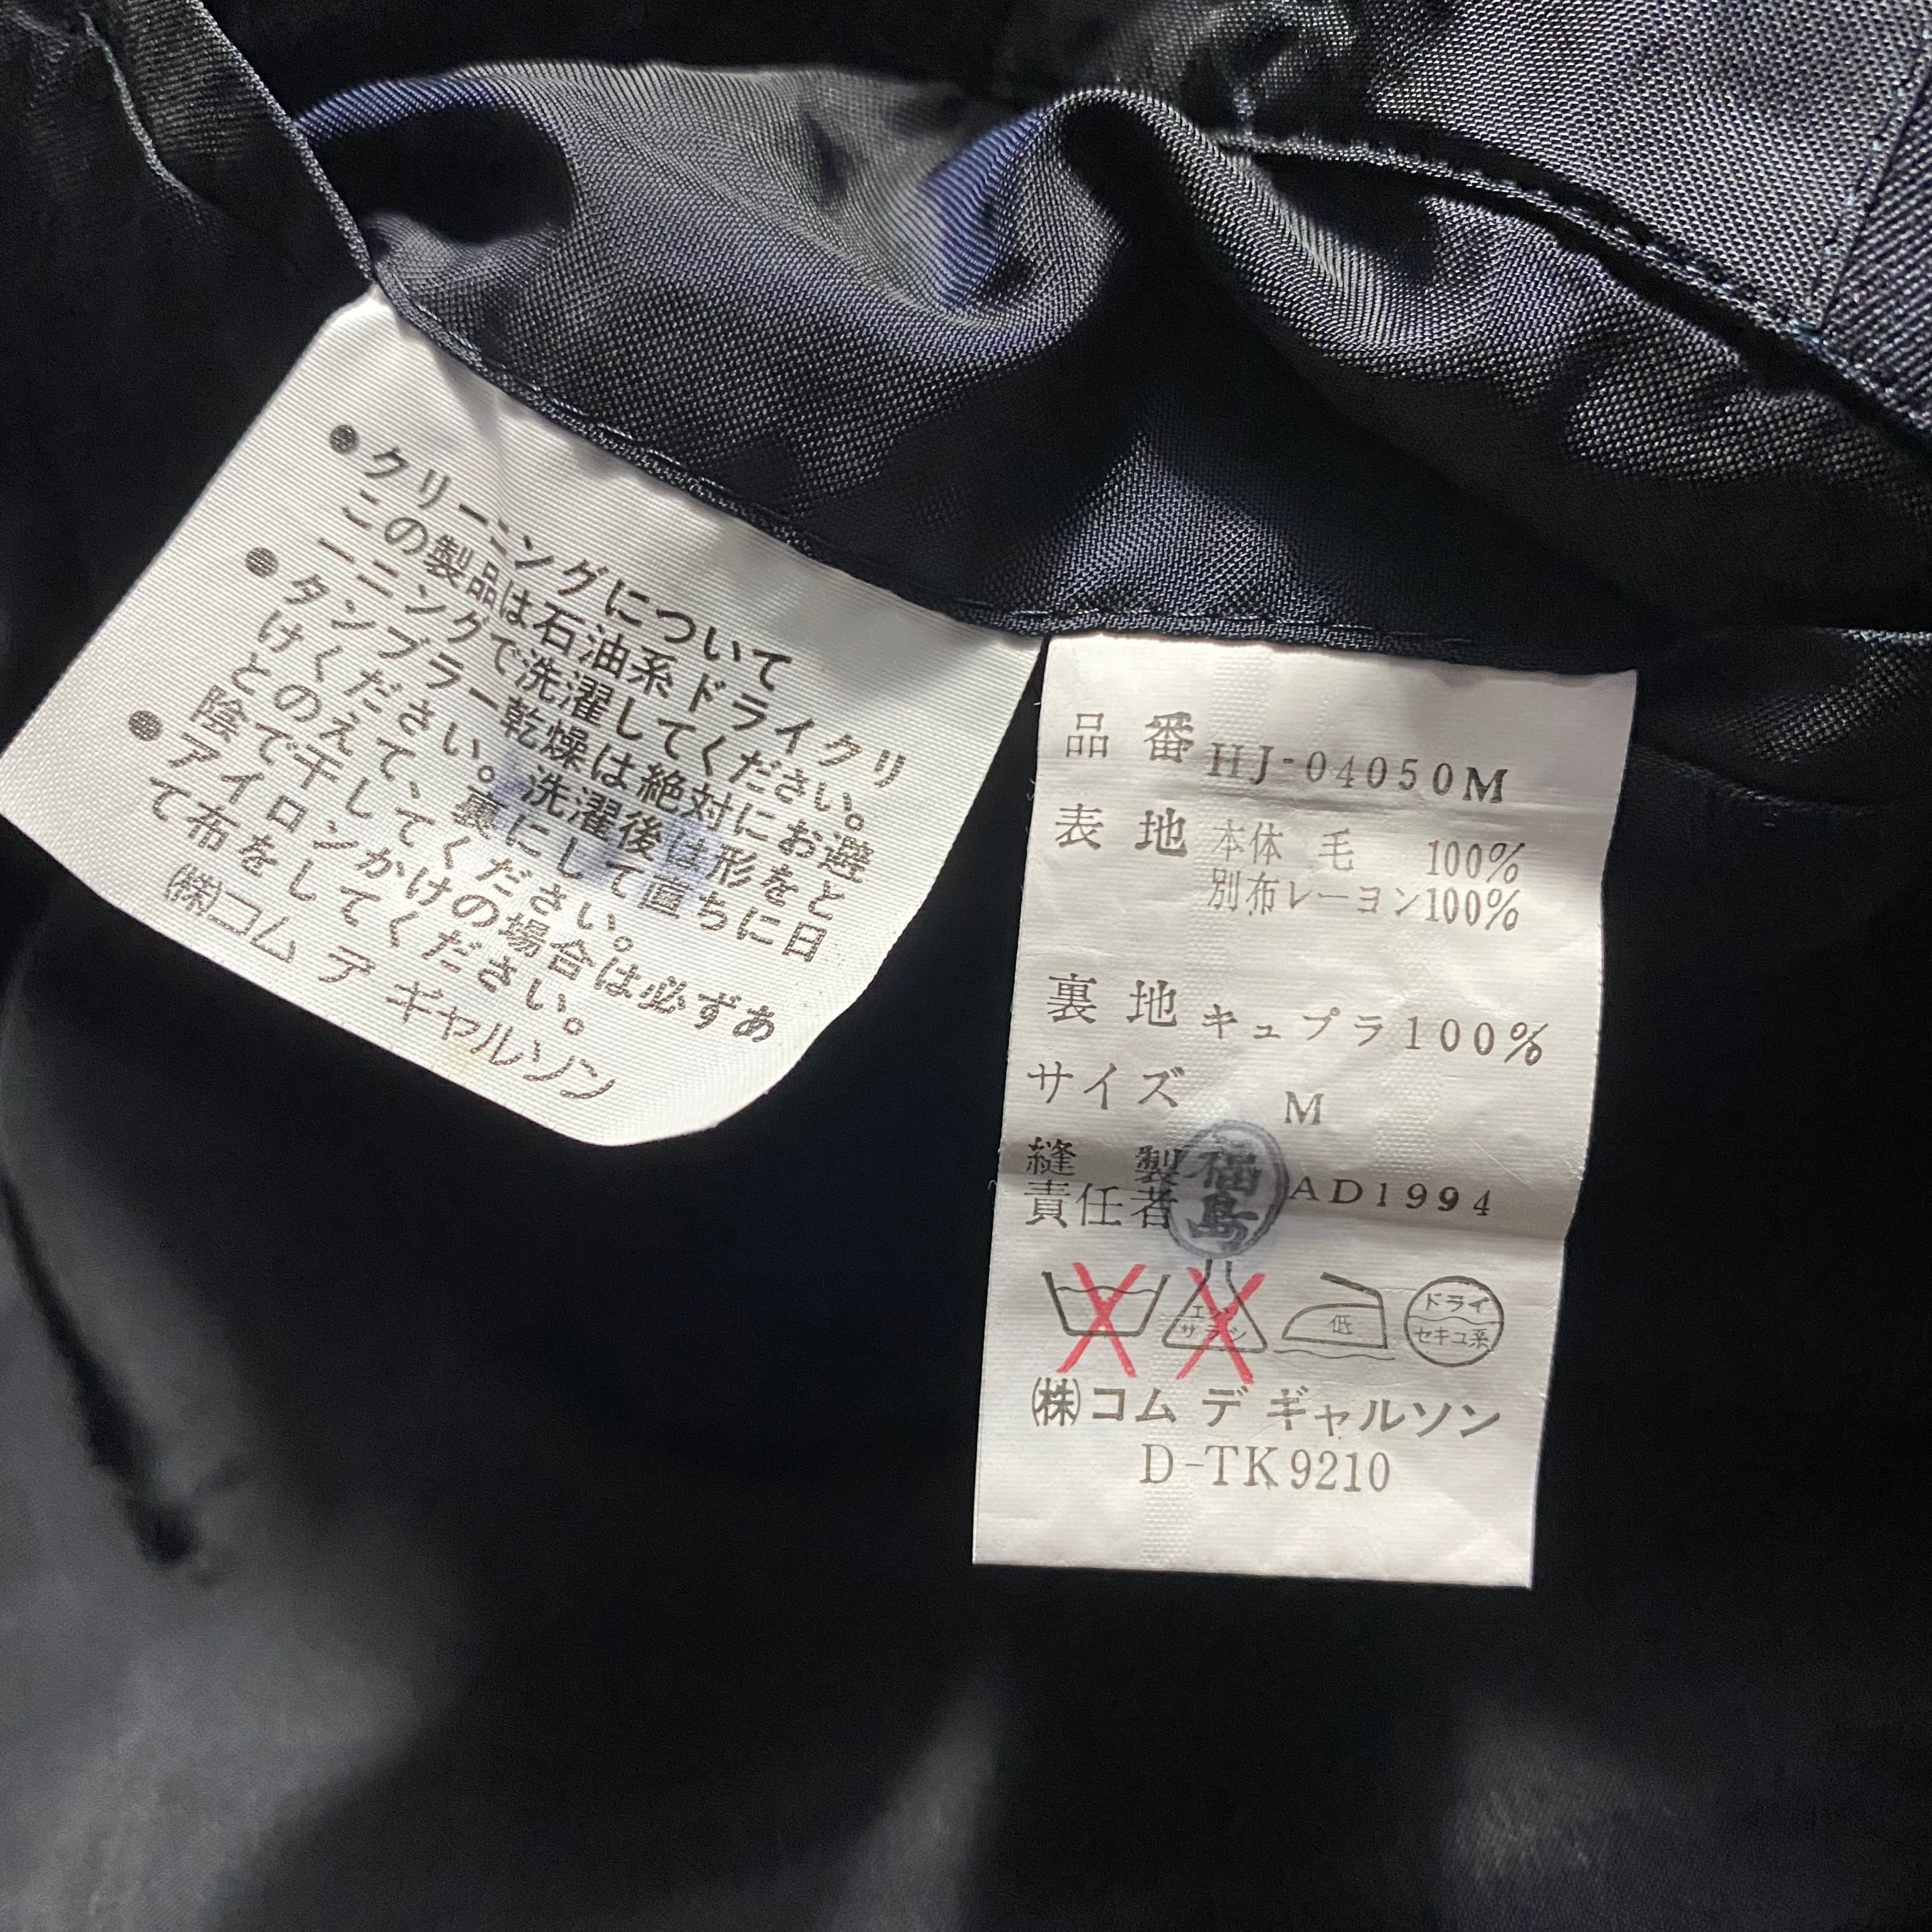 ●クリーニングについて
この製品は石油系ドライクリ
ーニングで洗濯してください。
●タンブラー乾燥は絶対にお避
けください。洗濯後は形をと
とのえて、裏にして直ちに日
陰で干してください。
●アイロンかけの場合は必ずあ
て布をしてください。
㈱コム デ ギャルソン
品番 HJ-04050M
表地 本体 毛 100%
別布レーヨン100%
裏地 キュプラ100%
サイズ M
縫製
責任者 福島 AD1994
エンソ
サラシ
低
ドライ
セキユ系
㈱コム デ ギャルソン
D-TK9210